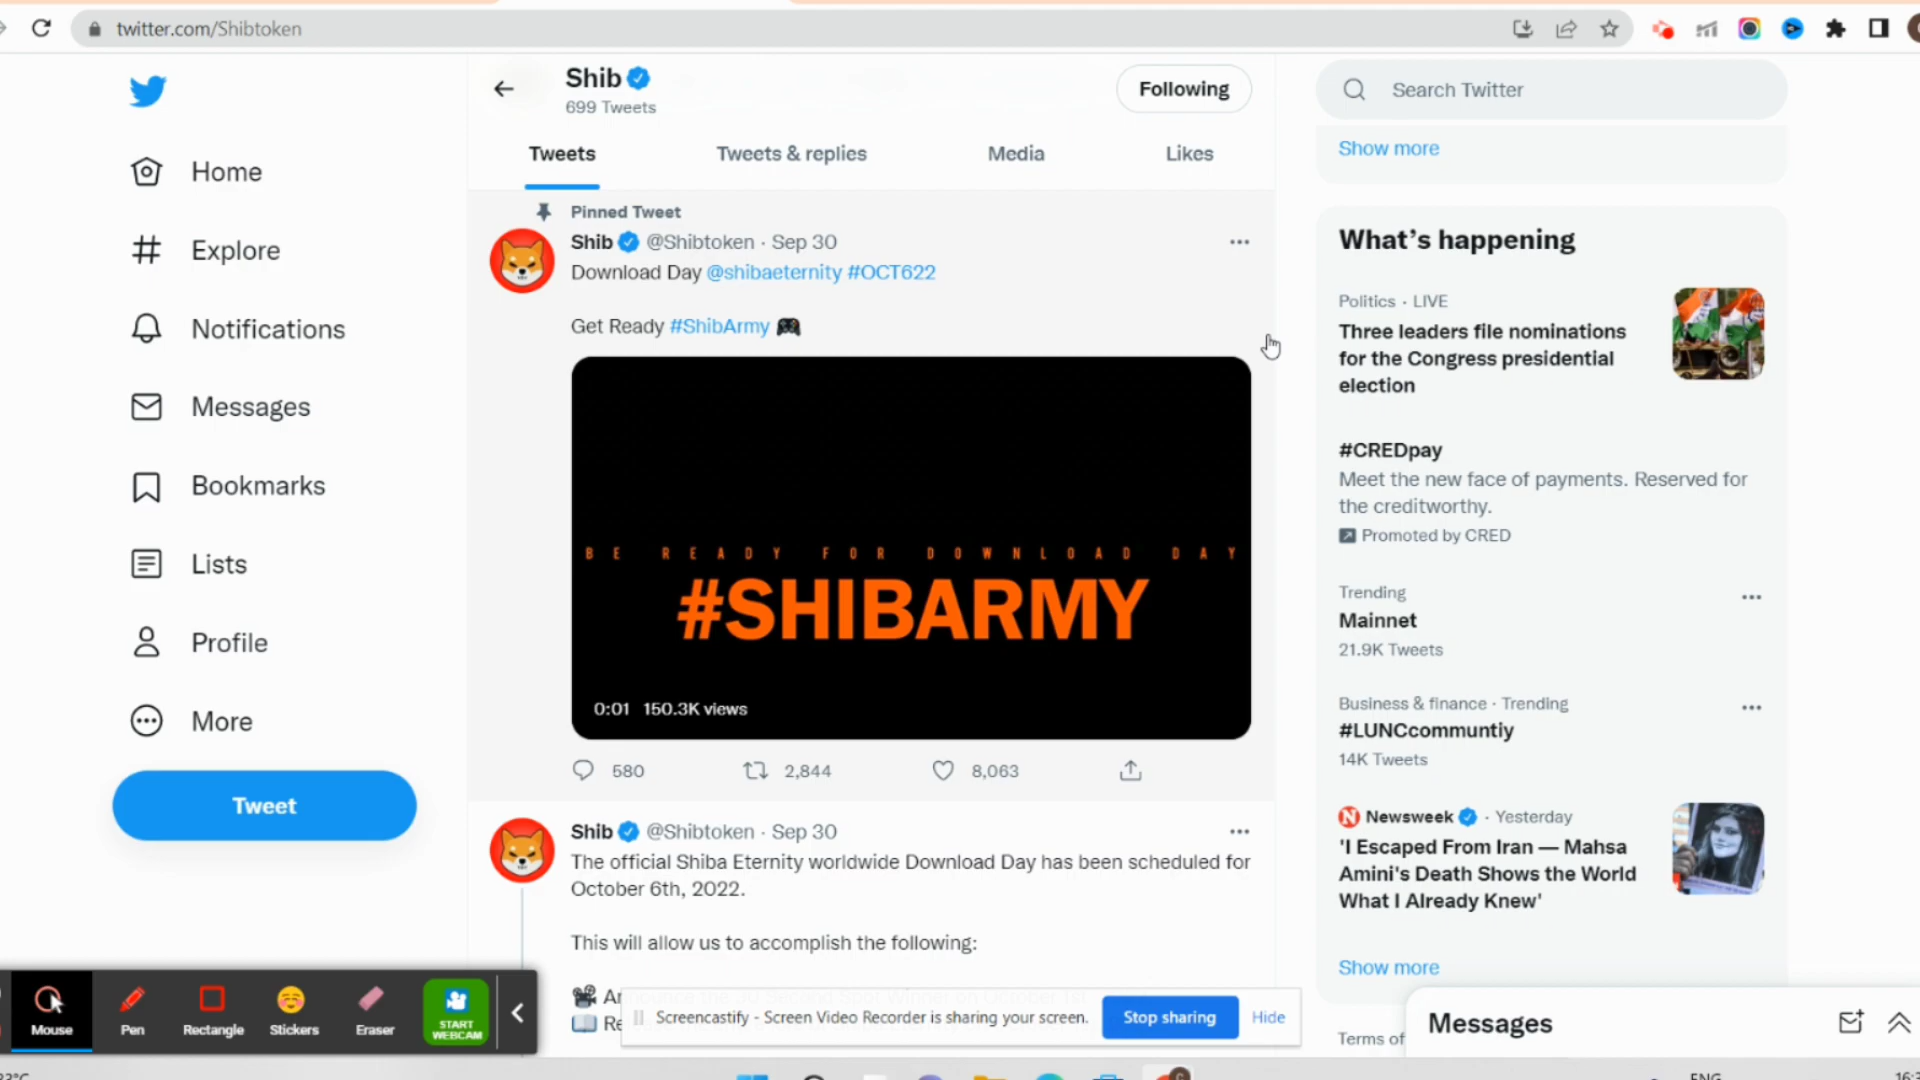 twitter.com/Shibtoken
Shib
699 Tweets
Following
Search Twitter
Tweets
Tweets & replies
Media
Likes
Home
Explore
Notifications
Messages
Bookmarks
Lists
Profile
More
Tweet
Pinned Tweet
Shib @Shibtoken · Sep 30
Download Day @shibaeternity #OCT622
Get Ready #ShibArmy
BE READY FOR DOWNLOAD DAY
#SHIBARMY
0:01 150.3K views
580
2,844
8,063
Shib @Shibtoken · Sep 30
The official Shiba Eternity worldwide Download Day has been scheduled for
October 6th, 2022.
This will allow us to accomplish the following:
Show more
What's happening
Politics · LIVE
Three leaders file nominations
for the Congress presidential
election
#CREDpay
Meet the new face of payments. Reserved for
the creditworthy.
Promoted by CRED
Trending
Mainnet
21.9K Tweets
Business & finance · Trending
#LUNCcommuntiy
14K Tweets
Newsweek · Yesterday
'I Escaped From Iran — Mahsa
Amini's Death Shows the World
What I Already Knew'
Show more
Terms of
Messages
Mouse
Pen
Rectangle
Stickers
Eraser
START
WEBCAM
Screencastify - Screen Video Recorder is sharing your screen.
Stop sharing
Hide